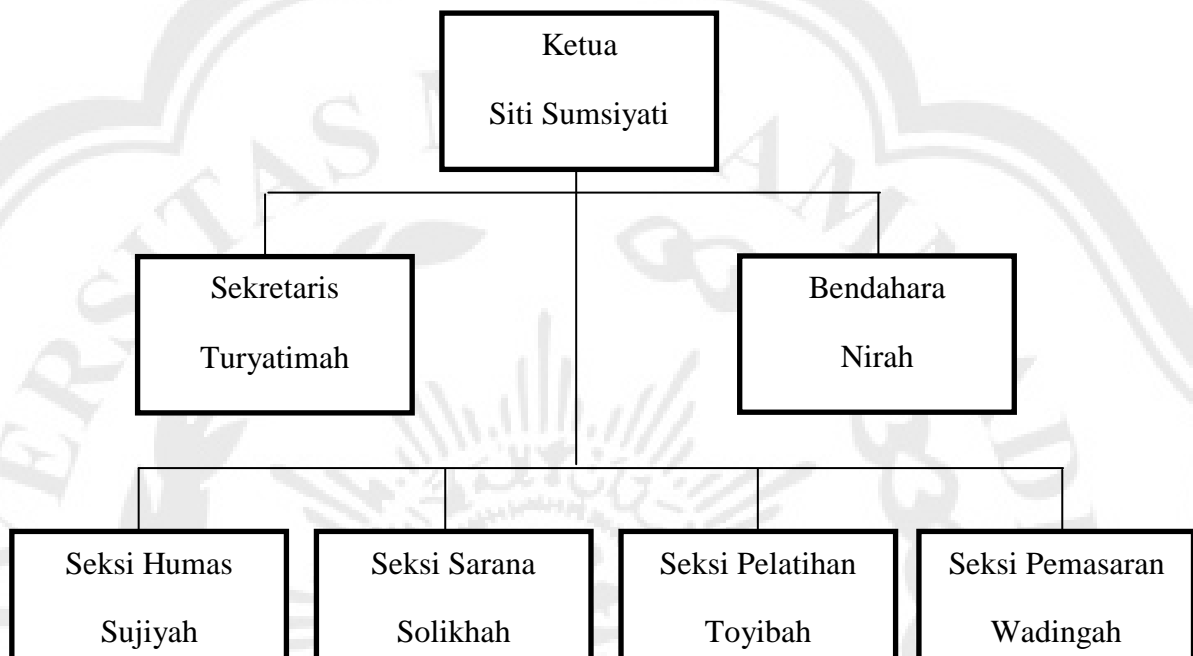 Ketua
Siti Sumsiyati
Sekretaris
Turyatimah
Bendahara
Nirah
Seksi Humas
Sujiyah
Seksi Sarana
Solikhah
Seksi Pelatihan
Toyibah
Seksi Pemasaran
Wadingah